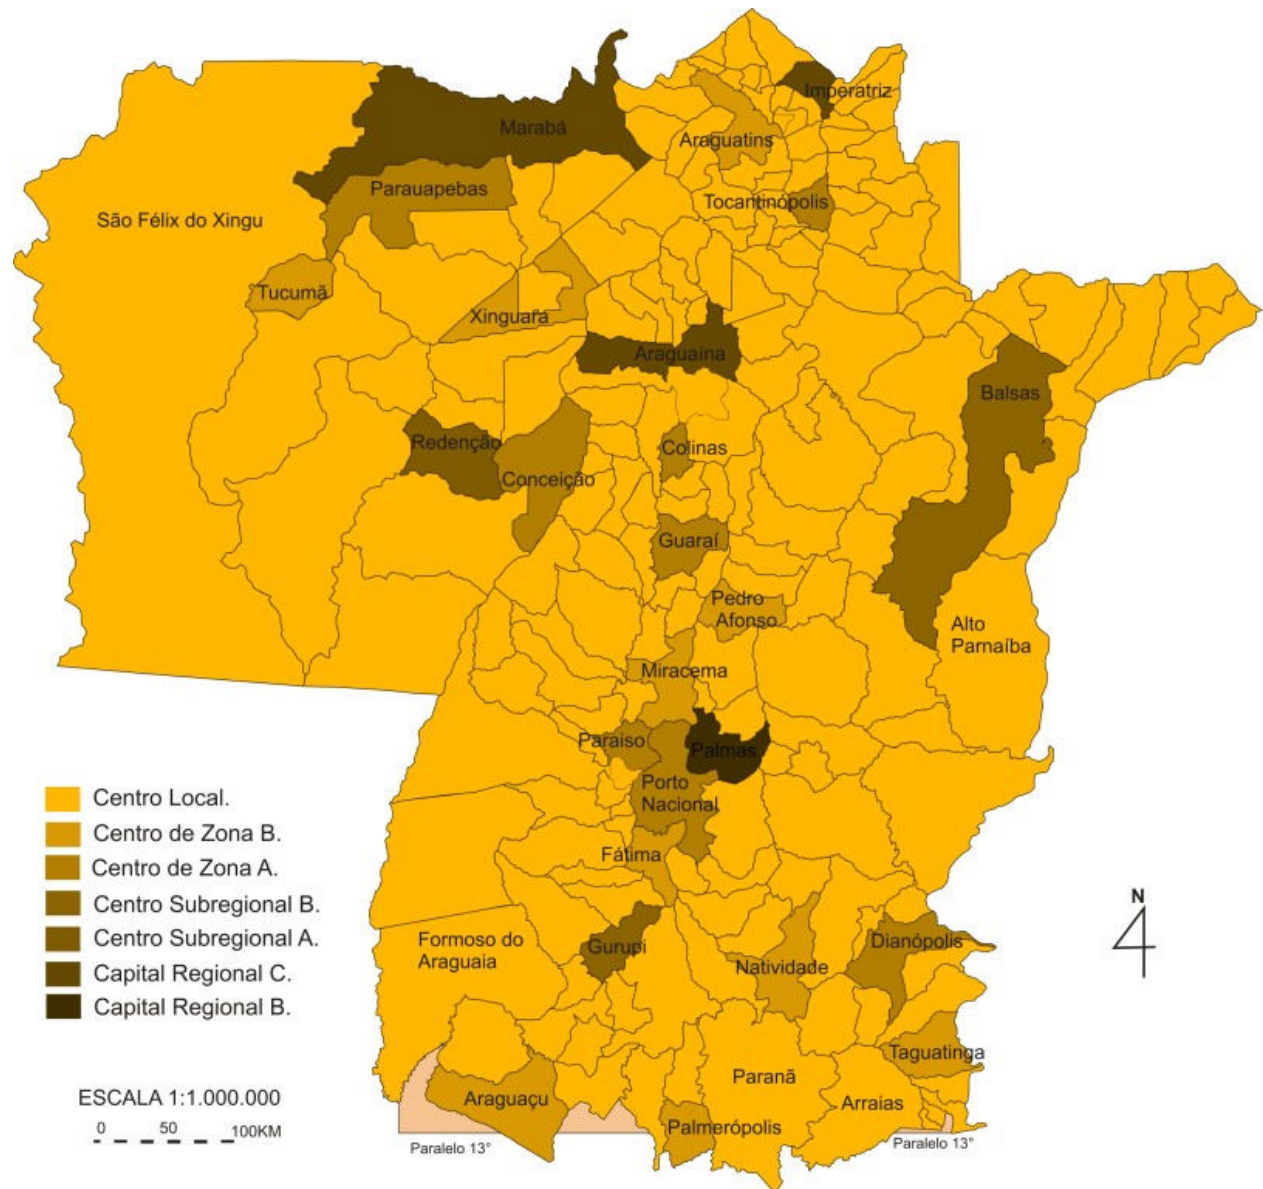 Imperatriz
Marabá
Araguatins
Parauapebas
Tocantinópolis
São Félix do Xingu
Tucumã
Xinguara
Araguaína
Balsas
Redenção
Colinas
Conceição
Guaraí
Pedro
Afonso
Alto
Parnaíba
Miracema
Paraiso
Palmas
Porto
Nacional
Fátima
Centro Local.
Centro de Zona B.
Centro de Zona A.
Centro Subregional B.
Centro Subregional A.
Capital Regional C.
Capital Regional B.
N
Formoso do
Araguaia
Gurupi
Dianópolis
Natividade
Taguatinga
Paranã
Araguaçu
Arraias
Palmerópolis
ESCALA 1:1.000.000
0 50 100KM
Paralelo 13°
Paralelo 13°